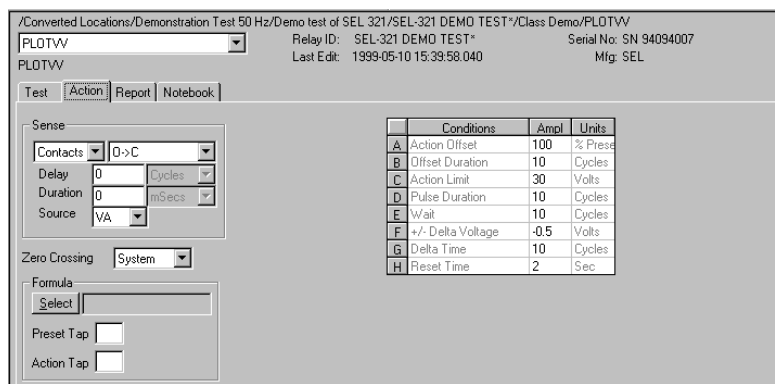 /Converted Locations/Demonstration Test 50 Hz/Demo test of SEL 321/SEL-321 DEMO TEST*/Class Demo/PLOTVV
PLOTVV Relay ID: SEL-321 DEMO TEST* Serial No: SN 94094007
PLOTVV Last Edit: 1999-05-10 15:39:58.040 Mfg: SEL
Test Action Report Notebook
Sense
Contacts O->C
Delay 0 Cycles
Duration 0 mSecs
Source VA
Zero Crossing System
Formula
Select
Preset Tap
Action Tap
Conditions Ampl Units
A Action Offset 100 % Prese
B Offset Duration 10 Cycles
C Action Limit 30 Volts
D Pulse Duration 10 Cycles
E Wait 10 Cycles
F +/- Delta Voltage -0.5 Volts
G Delta Time 10 Cycles
H Reset Time 2 Sec